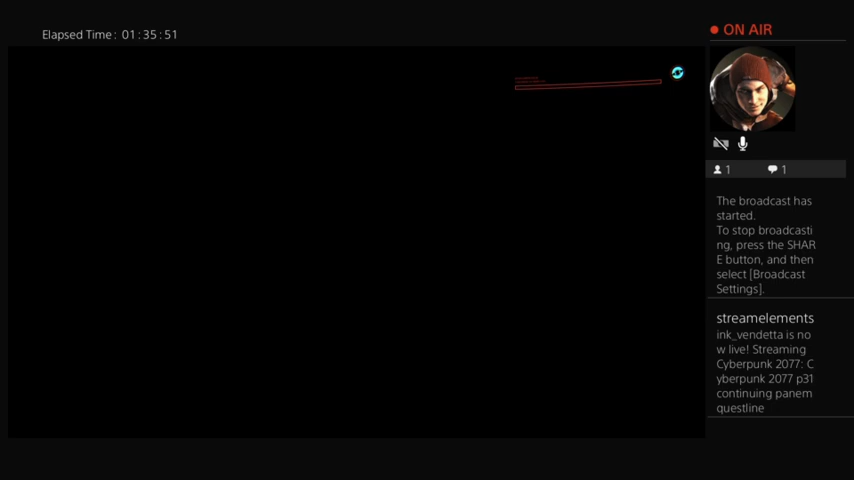 Elapsed Time: 01:35:51
ON AIR
1 1
The broadcast has
started.
To stop broadcasti
ng, press the SHAR
E button, and then
select [Broadcast
Settings].
streamelements
ink_vendetta is no
w live! Streaming
Cyberpunk 2077: C
yberpunk 2077 p31
continuing panem
questline